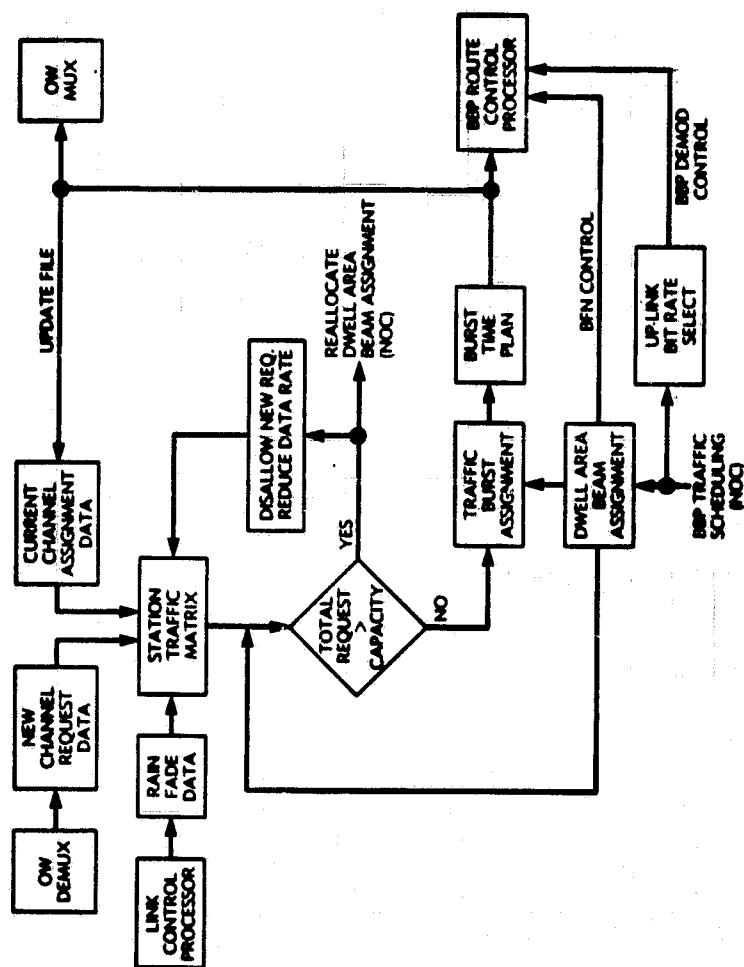 OW
DEMUX
NEW
CHANNEL
REQUEST
DATA
CURRENT
CHANNEL
ASSIGNMENT
DATA
UPDATE FILE
OW
MUX
LINK
CONTROL
PROCESSOR
RAIN
FADE
DATA
STATION
TRAFFIC
MATRIX
DISALLOW NEW REQ.
REDUCE DATA RATE
REALLOCATE
DWELL AREA
BEAM ASSIGNMENT
(NOC)
YES
TOTAL
REQUEST
>
CAPACITY
NO
TRAFFIC
BURST
ASSIGNMENT
BURST
TIME
PLAN
BBP ROUTE
CONTROL
PROCESSOR
DWELL AREA
BEAM
ASSIGNMENT
BFN CONTROL
BBP TRAFFIC
SCHEDULING
(NOC)
UP-LINK
BIT RATE
SELECT
BBP DEMOD
CONTROL